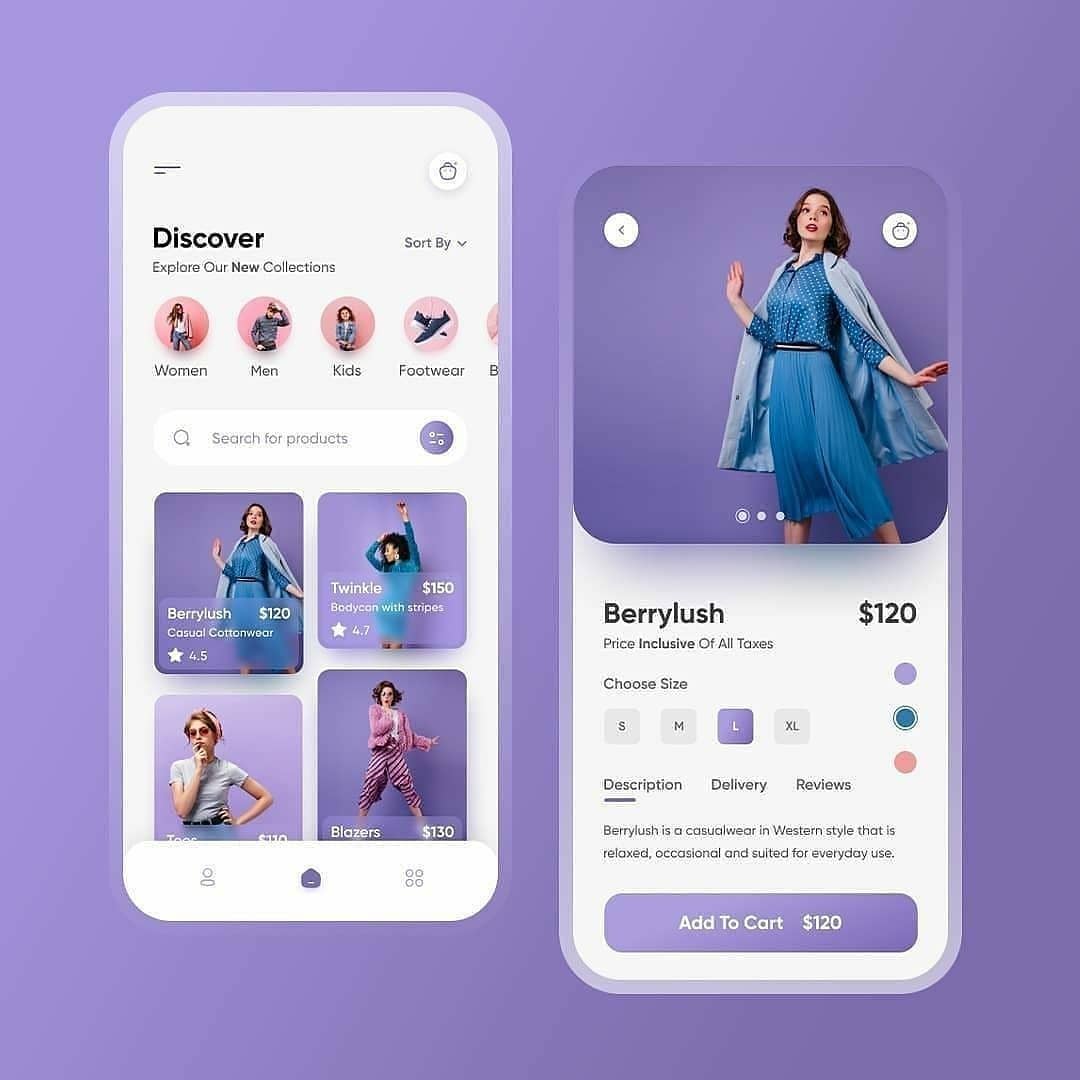 Discover
Sort By
Explore Our New Collections
Women
Men
Kids
Footwear
B
Search for products
Berrylush $120
Casual Cottonwear
4.5
Twinkle $150
Bodycon with stripes
4.7
Tees $110
Blazers $130
Berrylush $120
Price Inclusive Of All Taxes
Choose Size
S M L XL
Description Delivery Reviews
Berrylush is a casualwear in Western style that is
relaxed, occasional and suited for everyday use.
Add To Cart $120